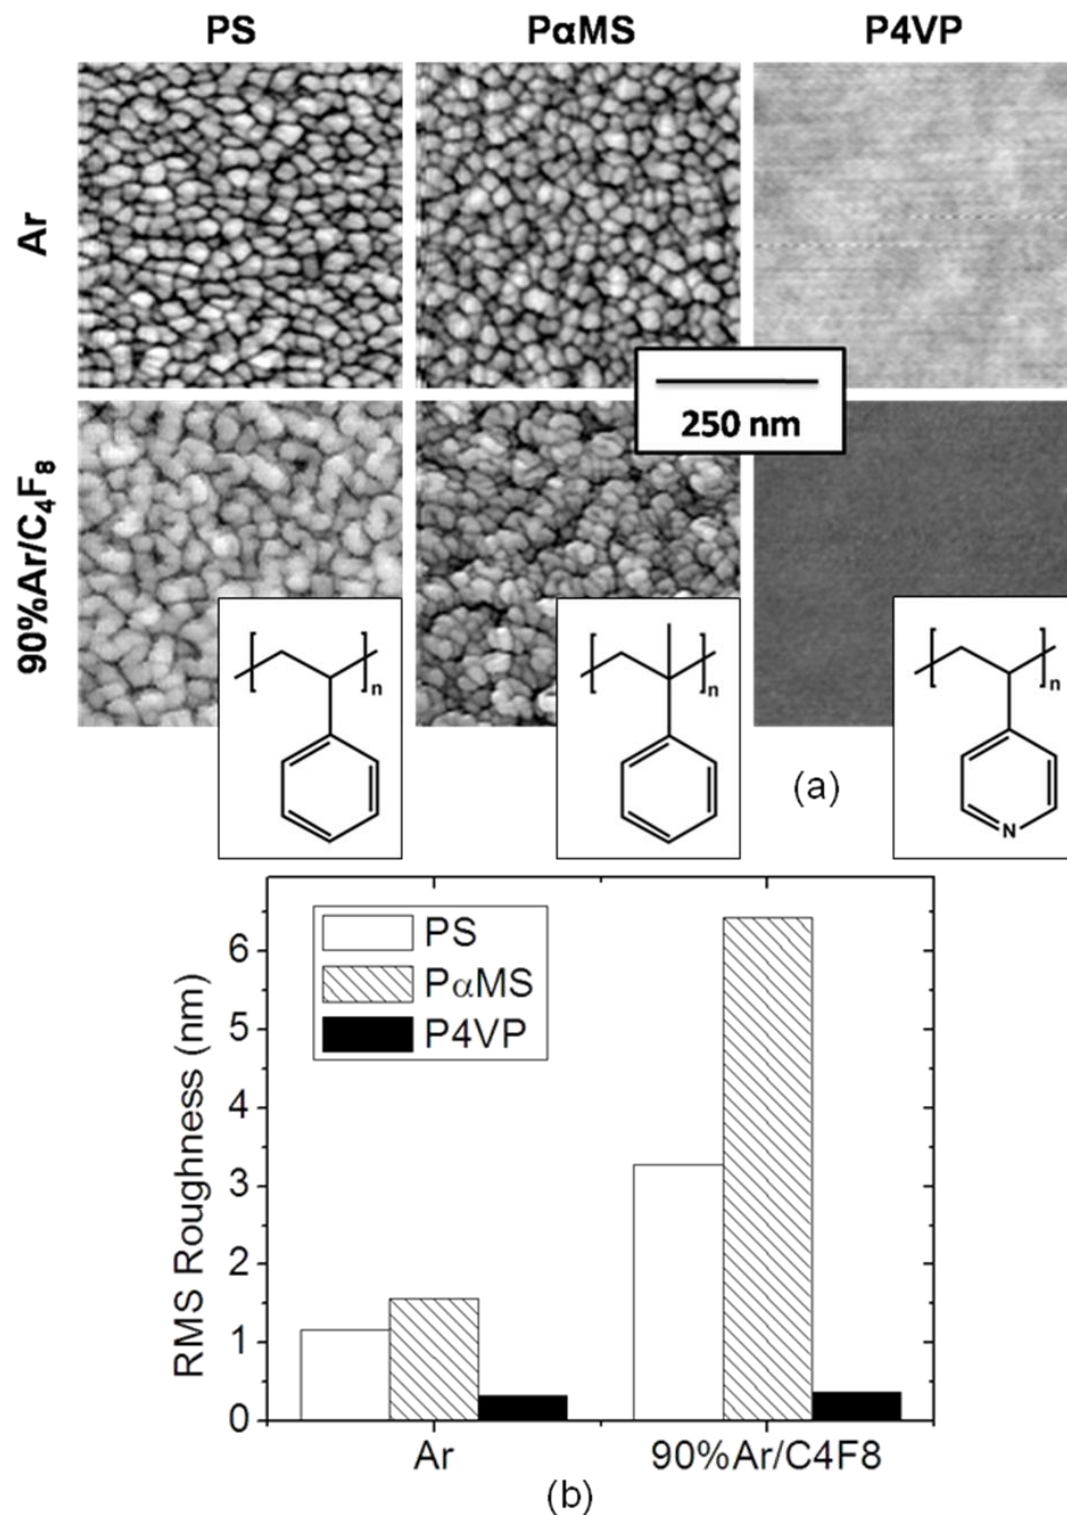 PS PαMS P4VP
Ar
250 nm
90%Ar/C₄F₈
n n n
N
(a)
PS
PαMS
P4VP
RMS Roughness (nm)
6
5
4
3
2
1
0
Ar 90%Ar/C4F8
(b)